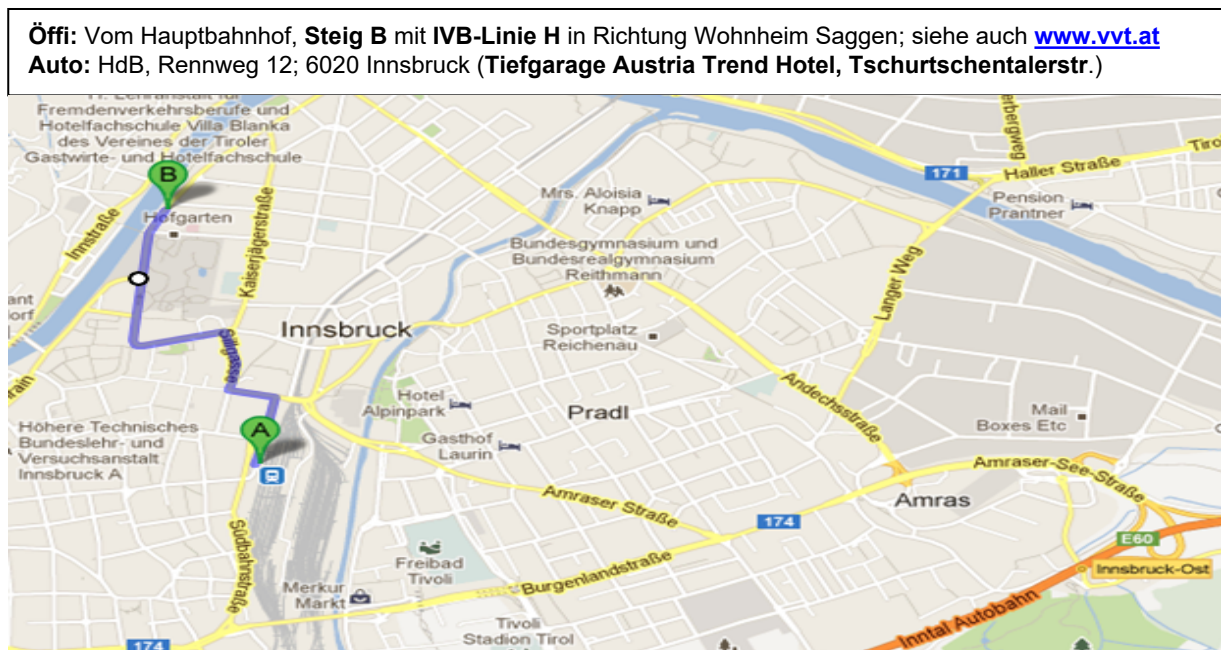 Öffi: Vom Hauptbahnhof, Steig B mit IVB-Linie H in Richtung Wohnheim Saggen; siehe auch www.vvt.at
Auto: HdB, Rennweg 12; 6020 Innsbruck (Tiefgarage Austria Trend Hotel, Tschurtschentalerstr.)
Fremdenverkehrsberufe und
Hotelfachschule Villa Blanka
des Vereines der Tiroler
Gastwirte- und Hotelfachschule
B
Hofgarten
Innstraße
Kaiserjägerstraße
Sillgasse
Innsbruck
A
Höhere Technisches
Bundeslehr- und
Versuchsanstalt
Innsbruck A
Südbahnstraße
174
Merkur
Markt
Mrs. Aloisia
Knapp
Bundesgymnasium und
Bundesrealgymnasium
Reithmann
Sportplatz
Reichenau
Hotel
Alpinpark
Gasthof
Laurin
Pradl
Amraser Straße
Freibad
Tivoli
Burgenlandstraße
Tivoli
Stadion Tirol
174
171
Haller Straße
Pension
Prantner
Langer Weg
Andechsstraße
Mail
Boxes Etc
Amraser-See-Straße
Amras
E60
Innsbruck-Ost
Inntal Autobahn